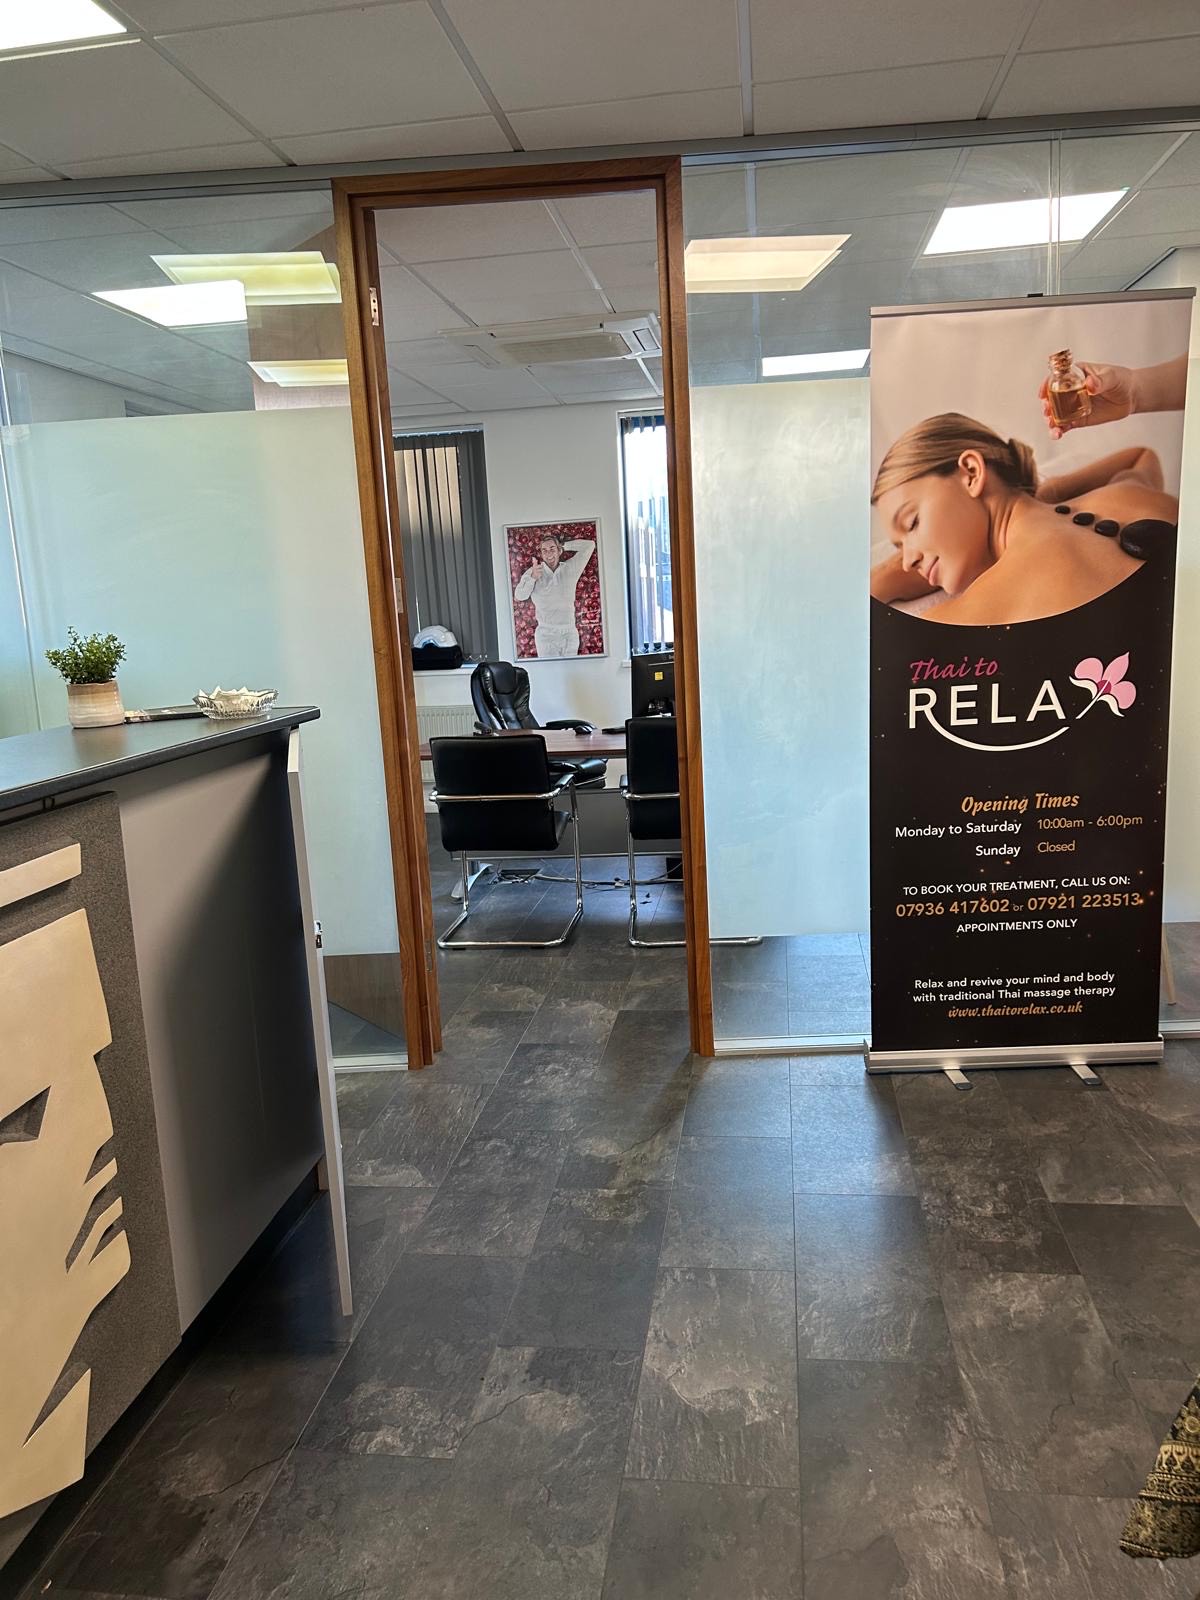 Thai to
RELAX
Opening Times
Monday to Saturday 10:00am - 6:00pm
Sunday Closed
TO BOOK YOUR TREATMENT, CALL US ON:
07936 417602 or 07921 223513
APPOINTMENTS ONLY
Relax and revive your mind and body
with traditional Thai massage therapy
www.thaitorelax.co.uk